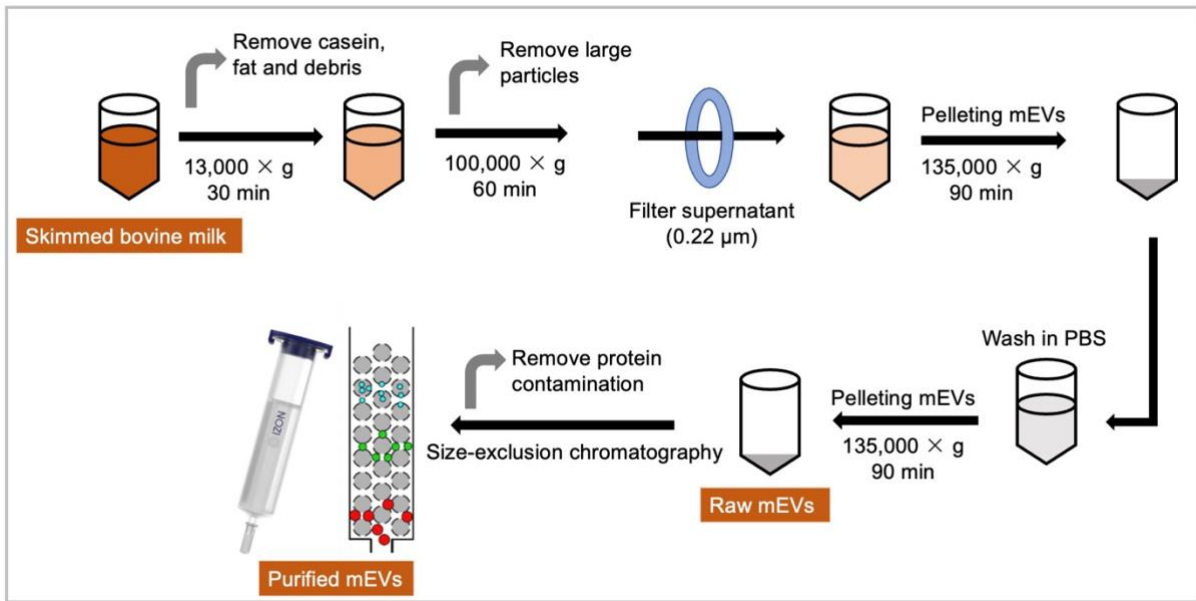 Remove casein,
fat and debris
13,000 × g
30 min
Skimmed bovine milk
Remove large
particles
100,000 × g
60 min
Filter supernatant
(0.22 µm)
Pelleting mEVs
135,000 × g
90 min
Wash in PBS
Pelleting mEVs
135,000 × g
90 min
Raw mEVs
Remove protein
contamination
Size-exclusion chromatography
IZON
Purified mEVs